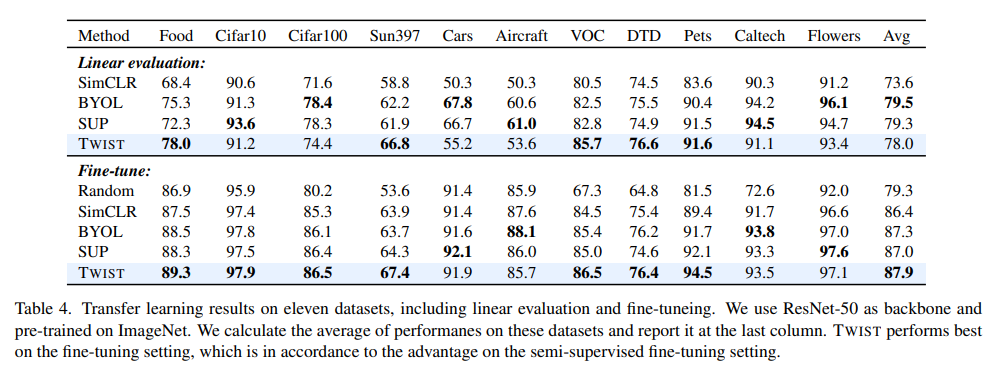 Method Food Cifar10 Cifar100 Sun397 Cars Aircraft VOC DTD Pets Caltech Flowers Avg
Linear evaluation:
SimCLR 68.4 90.6 71.6 58.8 50.3 50.3 80.5 74.5 83.6 90.3 91.2 73.6
BYOL 75.3 91.3 78.4 62.2 67.8 60.6 82.5 75.5 90.4 94.2 96.1 79.5
SUP 72.3 93.6 78.3 61.9 66.7 61.0 82.8 74.9 91.5 94.5 94.7 79.3
TWIST 78.0 91.2 74.4 66.8 55.2 53.6 85.7 76.6 91.6 91.1 93.4 78.0
Fine-tune:
Random 86.9 95.9 80.2 53.6 91.4 85.9 67.3 64.8 81.5 72.6 92.0 79.3
SimCLR 87.5 97.4 85.3 63.9 91.4 87.6 84.5 75.4 89.4 91.7 96.6 86.4
BYOL 88.5 97.8 86.1 63.7 91.6 88.1 85.4 76.2 91.7 93.8 97.0 87.3
SUP 88.3 97.5 86.4 64.3 92.1 86.0 85.0 74.6 92.1 93.3 97.6 87.0
TWIST 89.3 97.9 86.5 67.4 91.9 85.7 86.5 76.4 94.5 93.5 97.1 87.9
Table 4. Transfer learning results on eleven datasets, including linear evaluation and fine-tuneing. We use ResNet-50 as backbone and
pre-trained on ImageNet. We calculate the average of performanes on these datasets and report it at the last column. TWIST performs best
on the fine-tuning setting, which is in accordance to the advantage on the semi-supervised fine-tuning setting.